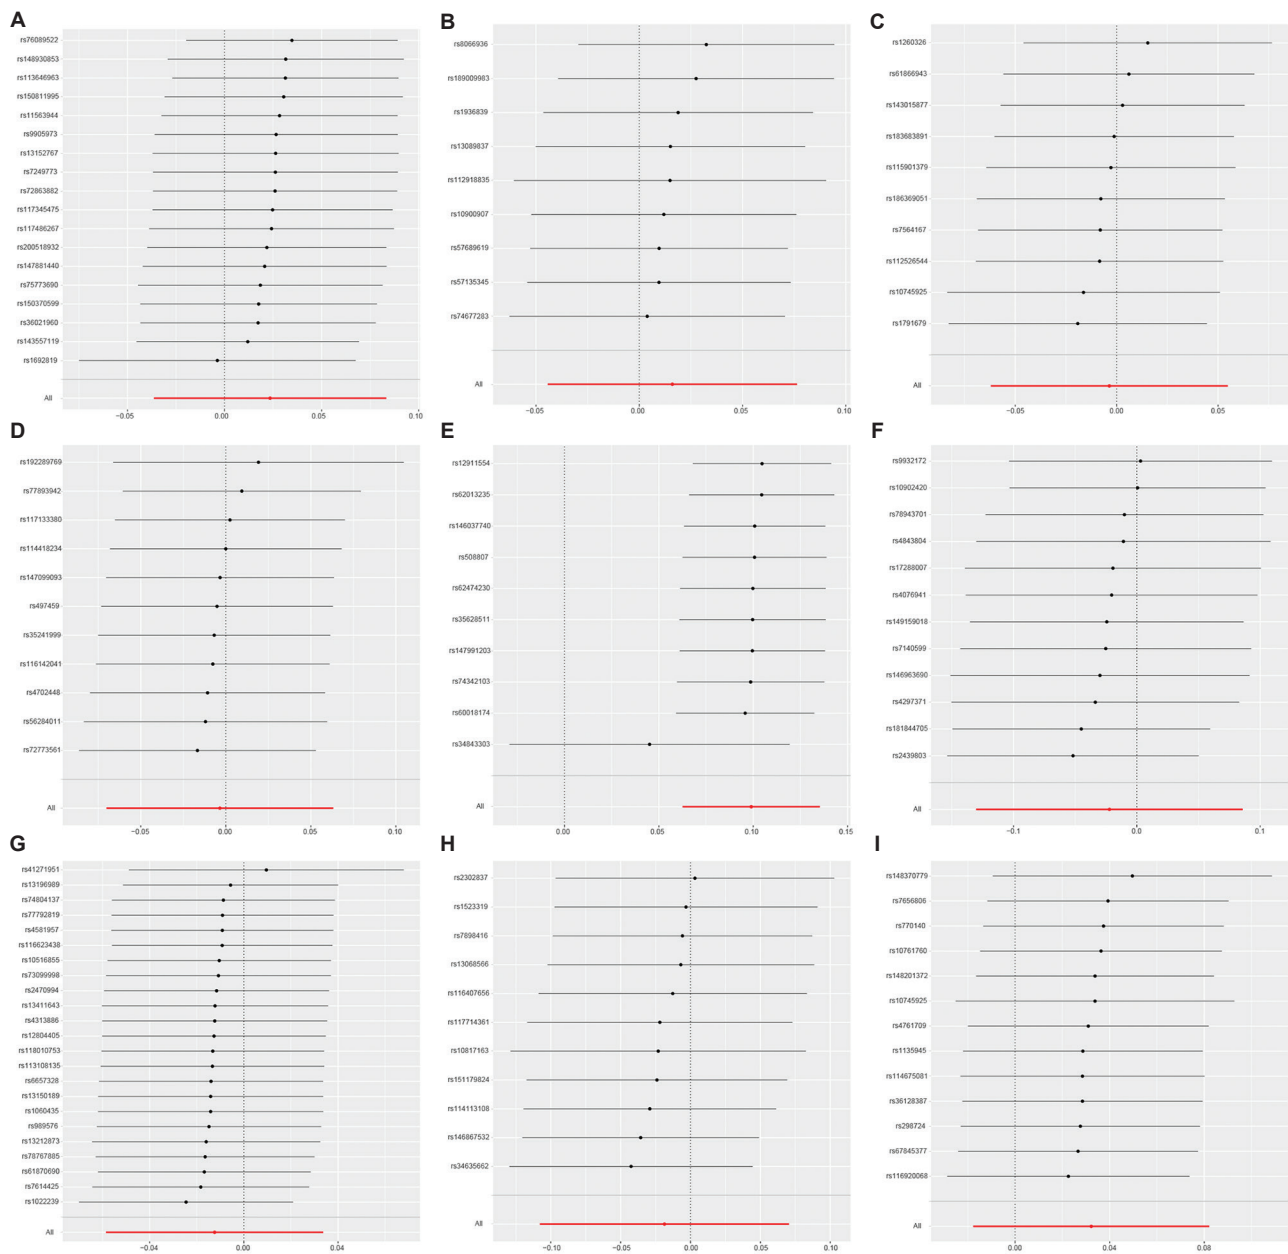 A
rs76089522
rs148930853
rs113646963
rs150811995
rs11563944
rs9905973
rs13152767
rs7249773
rs72863882
rs117345475
rs117486267
rs200518932
rs147881440
rs75773690
rs150370599
rs36021960
rs143557119
rs1692819
All
−0.05 0.00 0.05 0.10
B
rs8066936
rs189009983
rs1936839
rs13089837
rs112918835
rs10900907
rs57689619
rs57135345
rs74677283
All
−0.05 0.00 0.05 0.10
C
rs1260326
rs61866943
rs143015877
rs183683891
rs115901379
rs186369051
rs7564167
rs112526544
rs10745925
rs1791679
All
−0.05 0.00 0.05
D
rs192289769
rs77893942
rs117133380
rs114418234
rs147099093
rs497459
rs35241999
rs116142041
rs4702448
rs56284011
rs72773561
All
−0.05 0.00 0.05 0.10
E
rs12911554
rs62013235
rs146037740
rs508807
rs62474230
rs35628511
rs147991203
rs74342103
rs60018174
rs34843303
All
0.00 0.05 0.10 0.15
F
rs9932172
rs10902420
rs78943701
rs4843804
rs17288007
rs4076941
rs149159018
rs7140599
rs146963690
rs4297371
rs181844705
rs2439803
All
−0.1 0.0 0.1
G
rs41271951
rs13196989
rs74804137
rs77792819
rs4581957
rs116623438
rs10516855
rs73099998
rs2470994
rs13411643
rs4313886
rs12804405
rs118010753
rs113108135
rs6657328
rs13150189
rs1060435
rs989576
rs13212873
rs78767885
rs61870690
rs7614425
rs1022239
All
−0.04 0.00 0.04
H
rs2302837
rs1523319
rs7898416
rs13068566
rs116407656
rs117714361
rs10817163
rs151179824
rs114113108
rs146867532
rs34635662
All
−0.10 −0.05 0.00 0.05 0.10
I
rs148370779
rs7656806
rs770140
rs10761760
rs148201372
rs10745925
rs4761709
rs1135945
rs114675081
rs36128387
rs298724
rs67845377
rs116920068
All
0.00 0.04 0.08